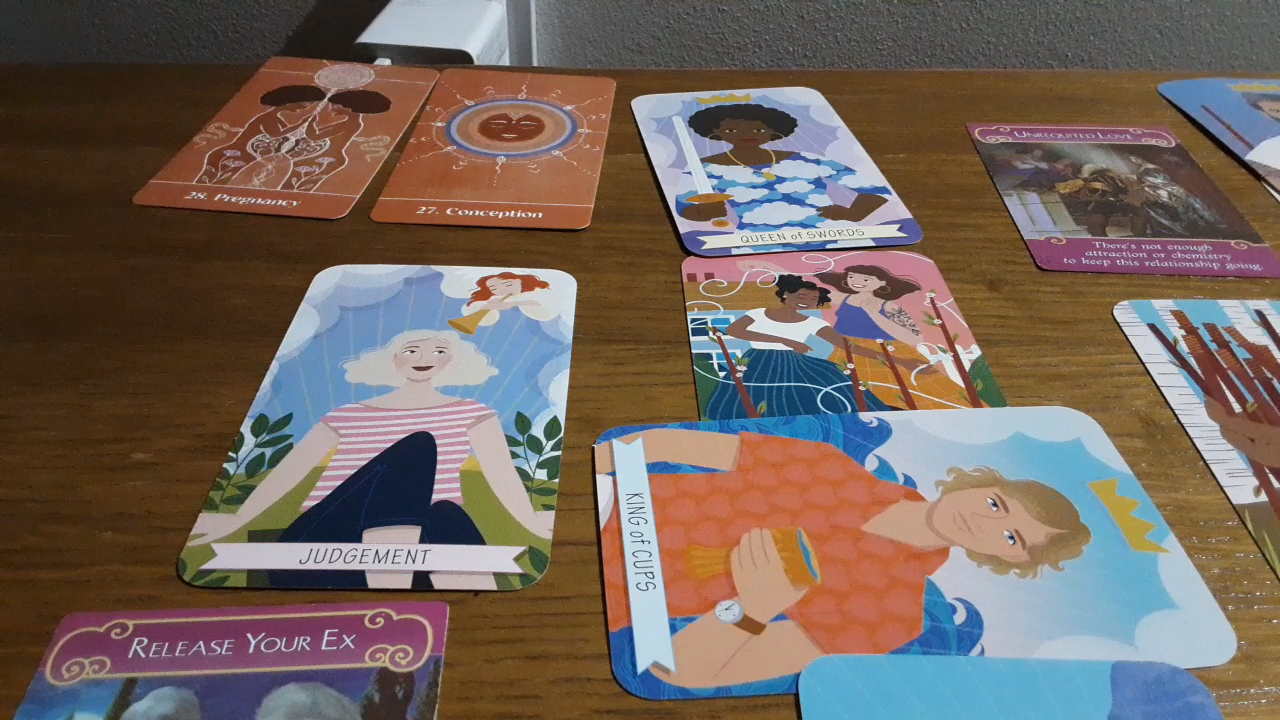 28. Pregnancy
27. Conception
QUEEN of SWORDS
UNREQUITED LOVE
There's not enough
attraction or chemistry
to keep this relationship going.
JUDGEMENT
KING of CUPS
RELEASE YOUR EX